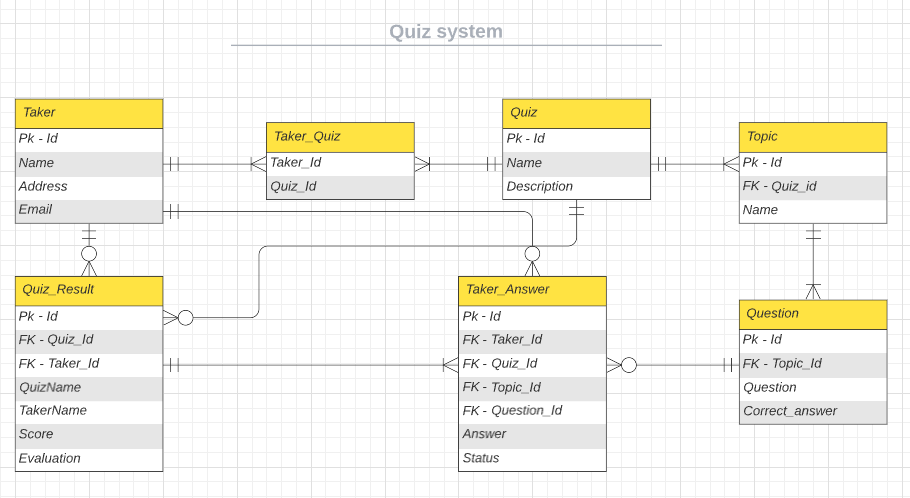 Quiz system
Taker
Pk - Id
Name
Address
Email
Taker_Quiz
Taker_Id
Quiz_Id
Quiz
Pk - Id
Name
Description
Topic
Pk - Id
FK - Quiz_id
Name
Quiz_Result
Pk - Id
FK - Quiz_Id
FK - Taker_Id
QuizName
TakerName
Score
Evaluation
Taker_Answer
Pk - Id
FK - Taker_Id
FK - Quiz_Id
FK - Topic_Id
FK - Question_Id
Answer
Status
Question
Pk - Id
FK - Topic_Id
Question
Correct_answer